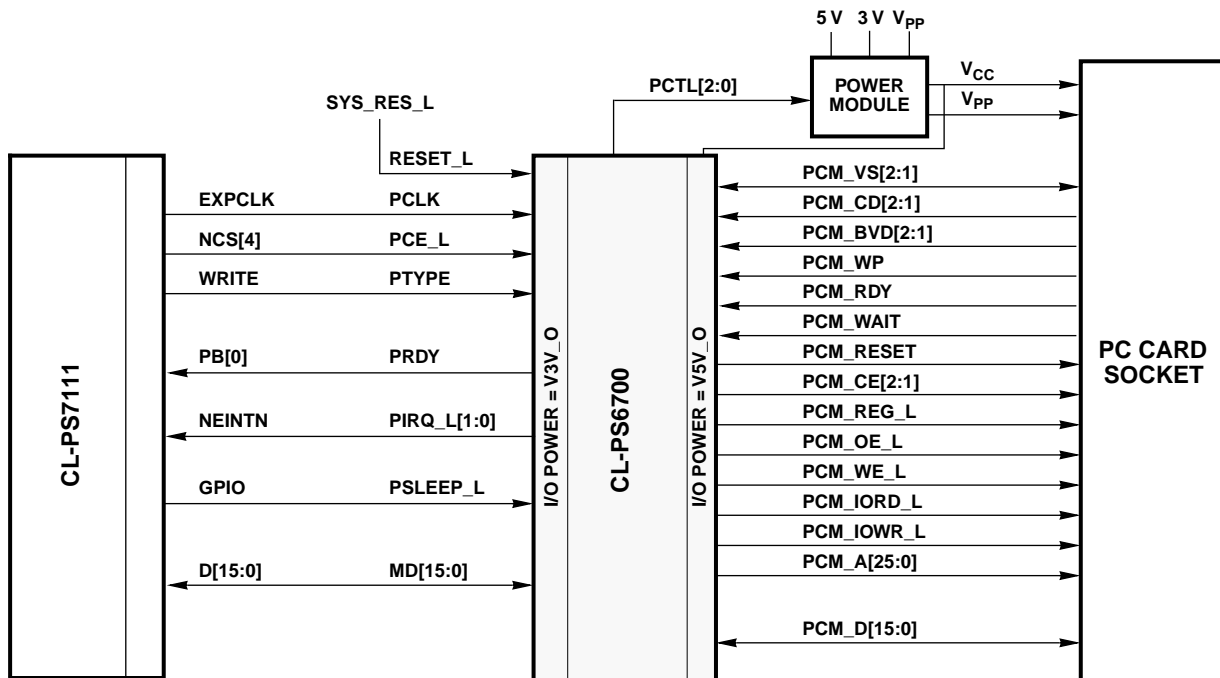 5 V 3 V VPP
POWER MODULE
PCTL[2:0]
VCC
VPP
SYS_RES_L
RESET_L
EXPCLK PCLK
NCS[4] PCE_L
WRITE PTYPE
PB[0] PRDY
NEINTN PIRQ_L[1:0]
GPIO PSLEEP_L
D[15:0] MD[15:0]
CL-PS7111
I/O POWER = V3V_O
CL-PS6700
I/O POWER = V5V_O
PCM_VS[2:1]
PCM_CD[2:1]
PCM_BVD[2:1]
PCM_WP
PCM_RDY
PCM_WAIT
PCM_RESET
PCM_CE[2:1]
PCM_REG_L
PCM_OE_L
PCM_WE_L
PCM_IORD_L
PCM_IOWR_L
PCM_A[25:0]
PCM_D[15:0]
PC CARD
SOCKET